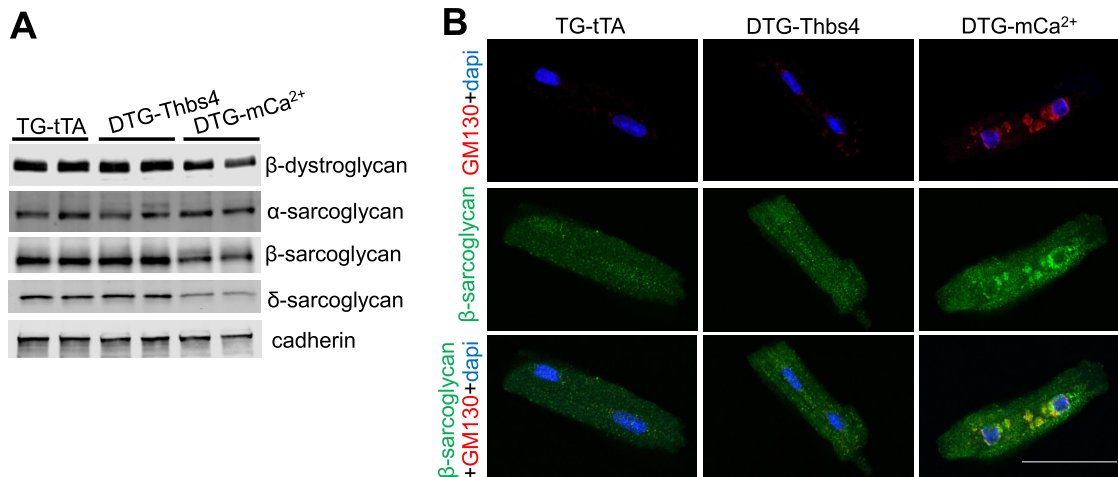 A
TG-tTA
DTG-Thbs4
DTG-mCa²⁺
β-dystroglycan
α-sarcoglycan
β-sarcoglycan
δ-sarcoglycan
cadherin
B
TG-tTA
DTG-Thbs4
DTG-mCa²⁺
GM130+dapi
β-sarcoglycan
β-sarcoglycan
+GM130+dapi